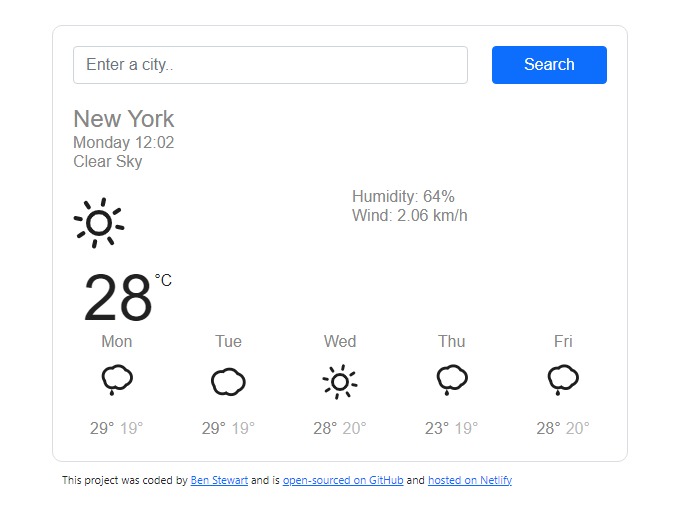 Enter a city.. Search
New York
Monday 12:02
Clear Sky
Humidity: 64%
Wind: 2.06 km/h
28 °C
Mon Tue Wed Thu Fri
29° 19° 29° 19° 28° 20° 23° 19° 28° 20°
This project was coded by Ben Stewart and is open-sourced on GitHub and hosted on Netlify